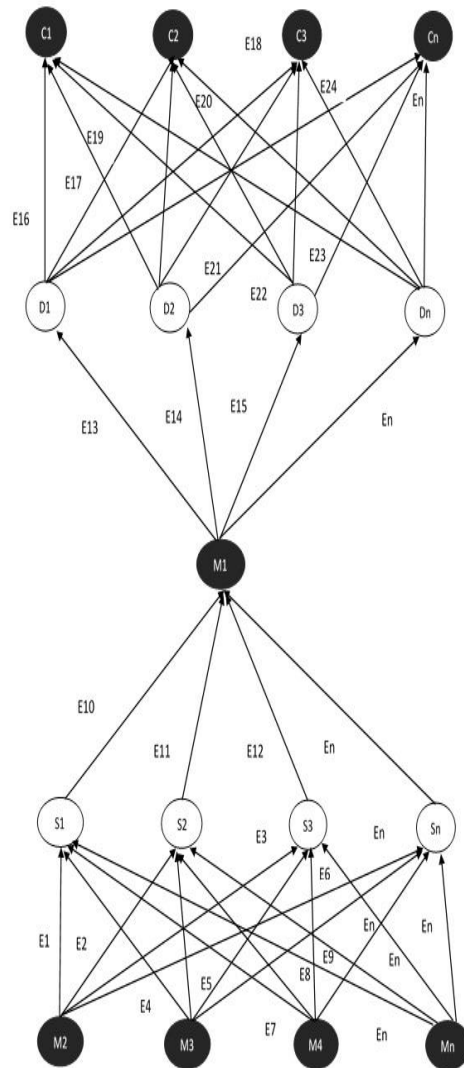 C1 C2 E18 C3 Cn
E19 E20 E24 En
E17
E16
E21 E23
E22
D1 D2 D3 Dn
E13 E14 E15 En
M1
E10 E11 E12 En
S1 S2 E3 S3 En Sn
E6
E1 E2 E5 E8 E9 En En En
E4 E7 En
M2 M3 M4 Mn